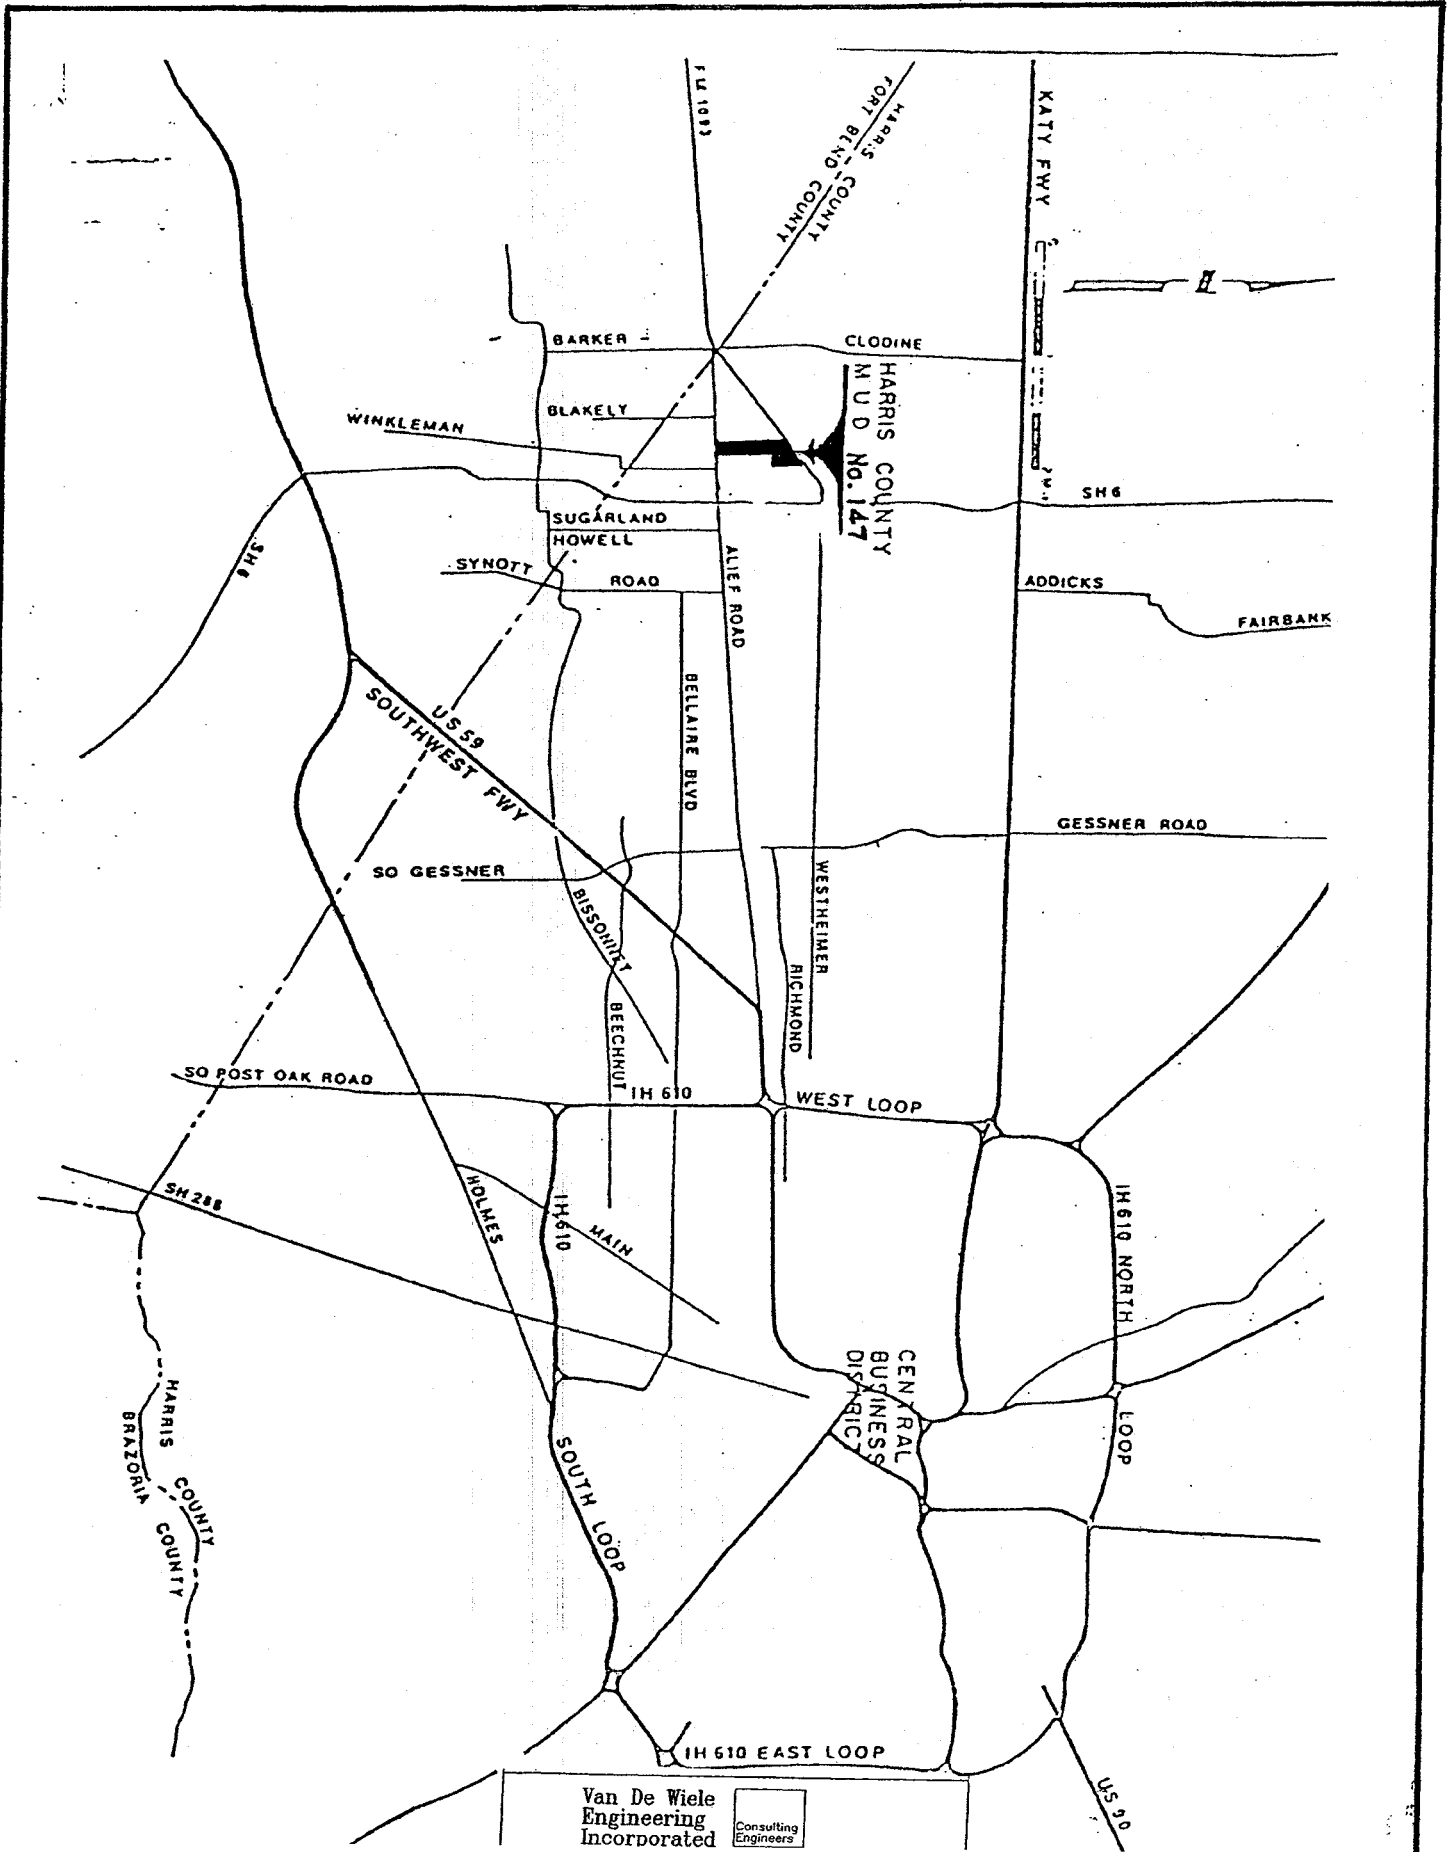 FM 1093
HARRIS COUNTY
FORT BEND COUNTY
KATY FWY
BARKER
CLODINE
HARRIS COUNTY
M U D No. 147
BLAKELY
WINKLEMAN
SH 6
SUGARLAND
HOWELL
SYNOTT
ROAD
ALIEF ROAD
ADDICKS
FAIRBANK
SH 6
US 59
SOUTHWEST FWY
BELLAIRE BLVD
GESSNER ROAD
SO GESSNER
WESTHEIMER
BISSONNET
RICHMOND
BEECHNUT
SO POST OAK ROAD
IH 610
WEST LOOP
SH 288
HOLMES
IH 610
MAIN
IH 610 NORTH
LOOP
CENTRAL
BUSINESS
DISTRICT
HARRIS COUNTY
BRAZORIA COUNTY
SOUTH LOOP
IH 610 EAST LOOP
US 90
Van De Wiele
Engineering
Incorporated
Consulting
Engineers